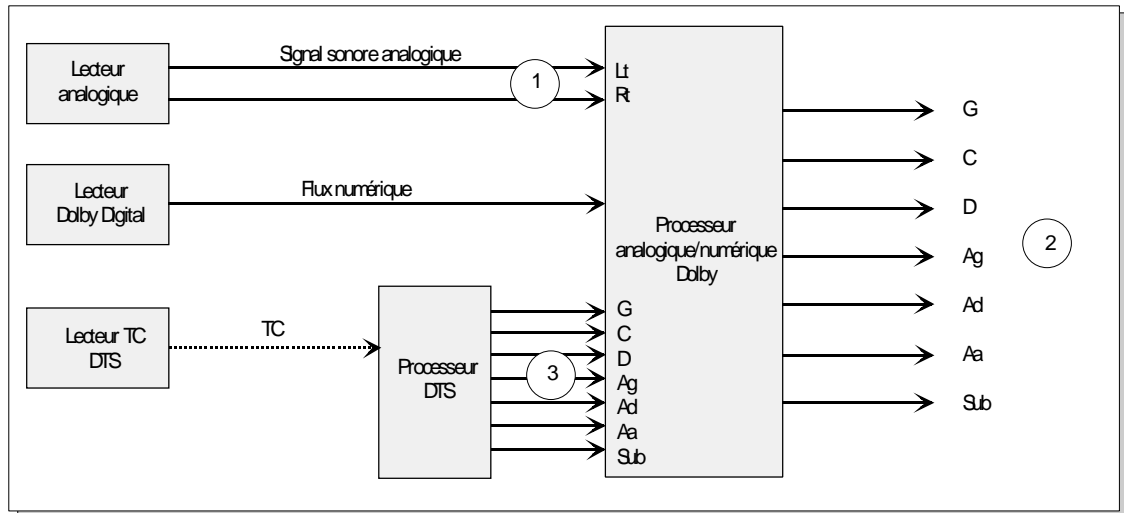 Lecteur
analogique
Signal sonore analogique
1
Lt
Rt
Lecteur
Dolby Digital
Flux numérique
Processeur
analogique/numérique
Dolby
Lecteur TC
DTS
TC
Processeur
DTS
3
G
C
D
Ag
Ad
Aa
Sub
G
C
D
Ag
Ad
Aa
Sub
2